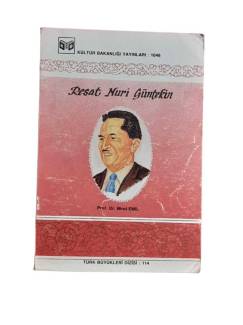 KÜLTÜR BAKANLIĞI YAYINLARI : 1046
Reşat Nuri Güntekin
Prof. Dr. Birol EMİL
TÜRK BÜYÜKLERİ DİZİSİ : 114